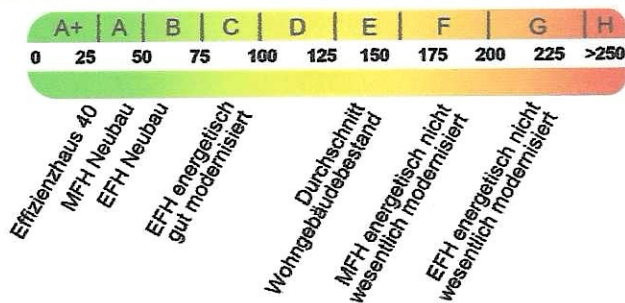 A+ A B C D E F G H
0 25 50 75 100 125 150 175 200 225 >250
Effizienzhaus 40
MFH Neubau
EFH Neubau
EFH energetisch
gut modernisiert
Durchschnitt
Wohngebäudebestand
MFH energetisch nicht
wesentlich modernisiert
EFH energetisch nicht
wesentlich modernisiert